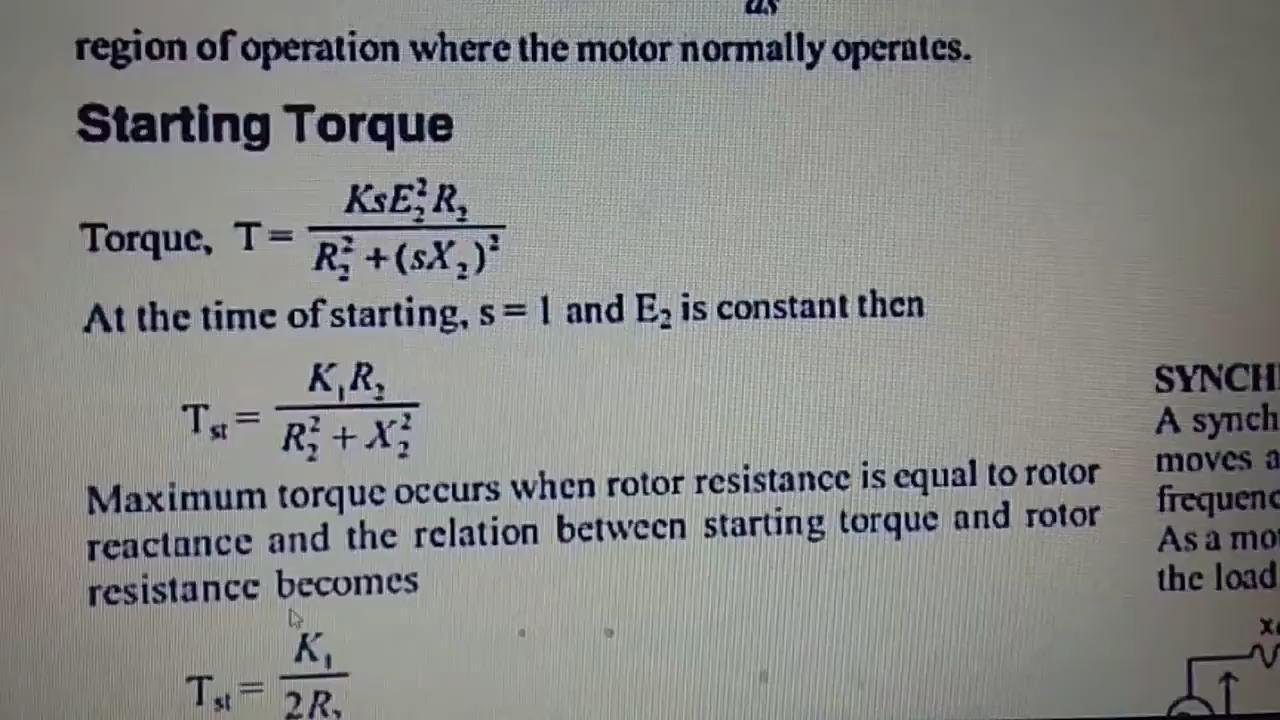 region of operation where the motor normally operates.
Starting Torque
Torque, T = KsE₂²R₂ / R₂² + (sX₂)²
At the time of starting, s = 1 and E₂ is constant then
Tst = K₁R₂ / R₂² + X₂²
Maximum torque occurs when rotor resistance is equal to rotor
reactance and the relation between starting torque and rotor
resistance becomes
Tst = K₁ / 2R₂
SYNCH
A synch
moves a
frequenc
As a mo
the load